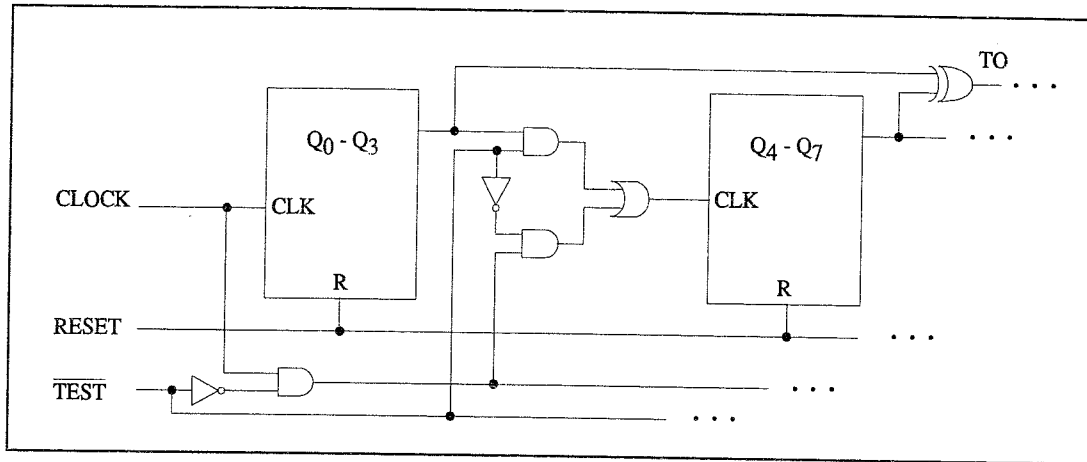 TO
Q0 - Q3
Q4 - Q7
CLOCK
CLK
CLK
R
R
RESET
TEST